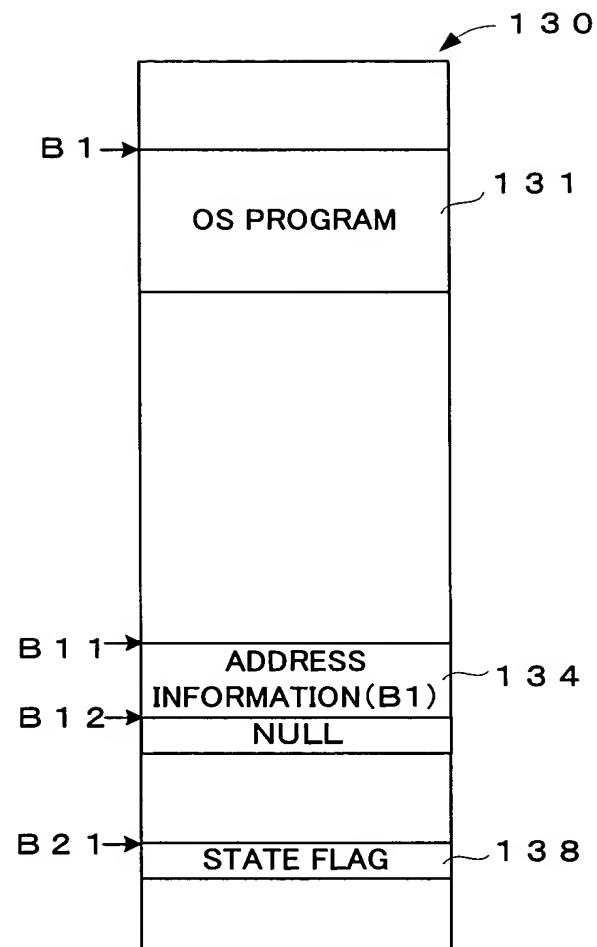 130
B1
OS PROGRAM
131
B11
ADDRESS
INFORMATION(B1)
134
B12
NULL
B21
STATE FLAG
138